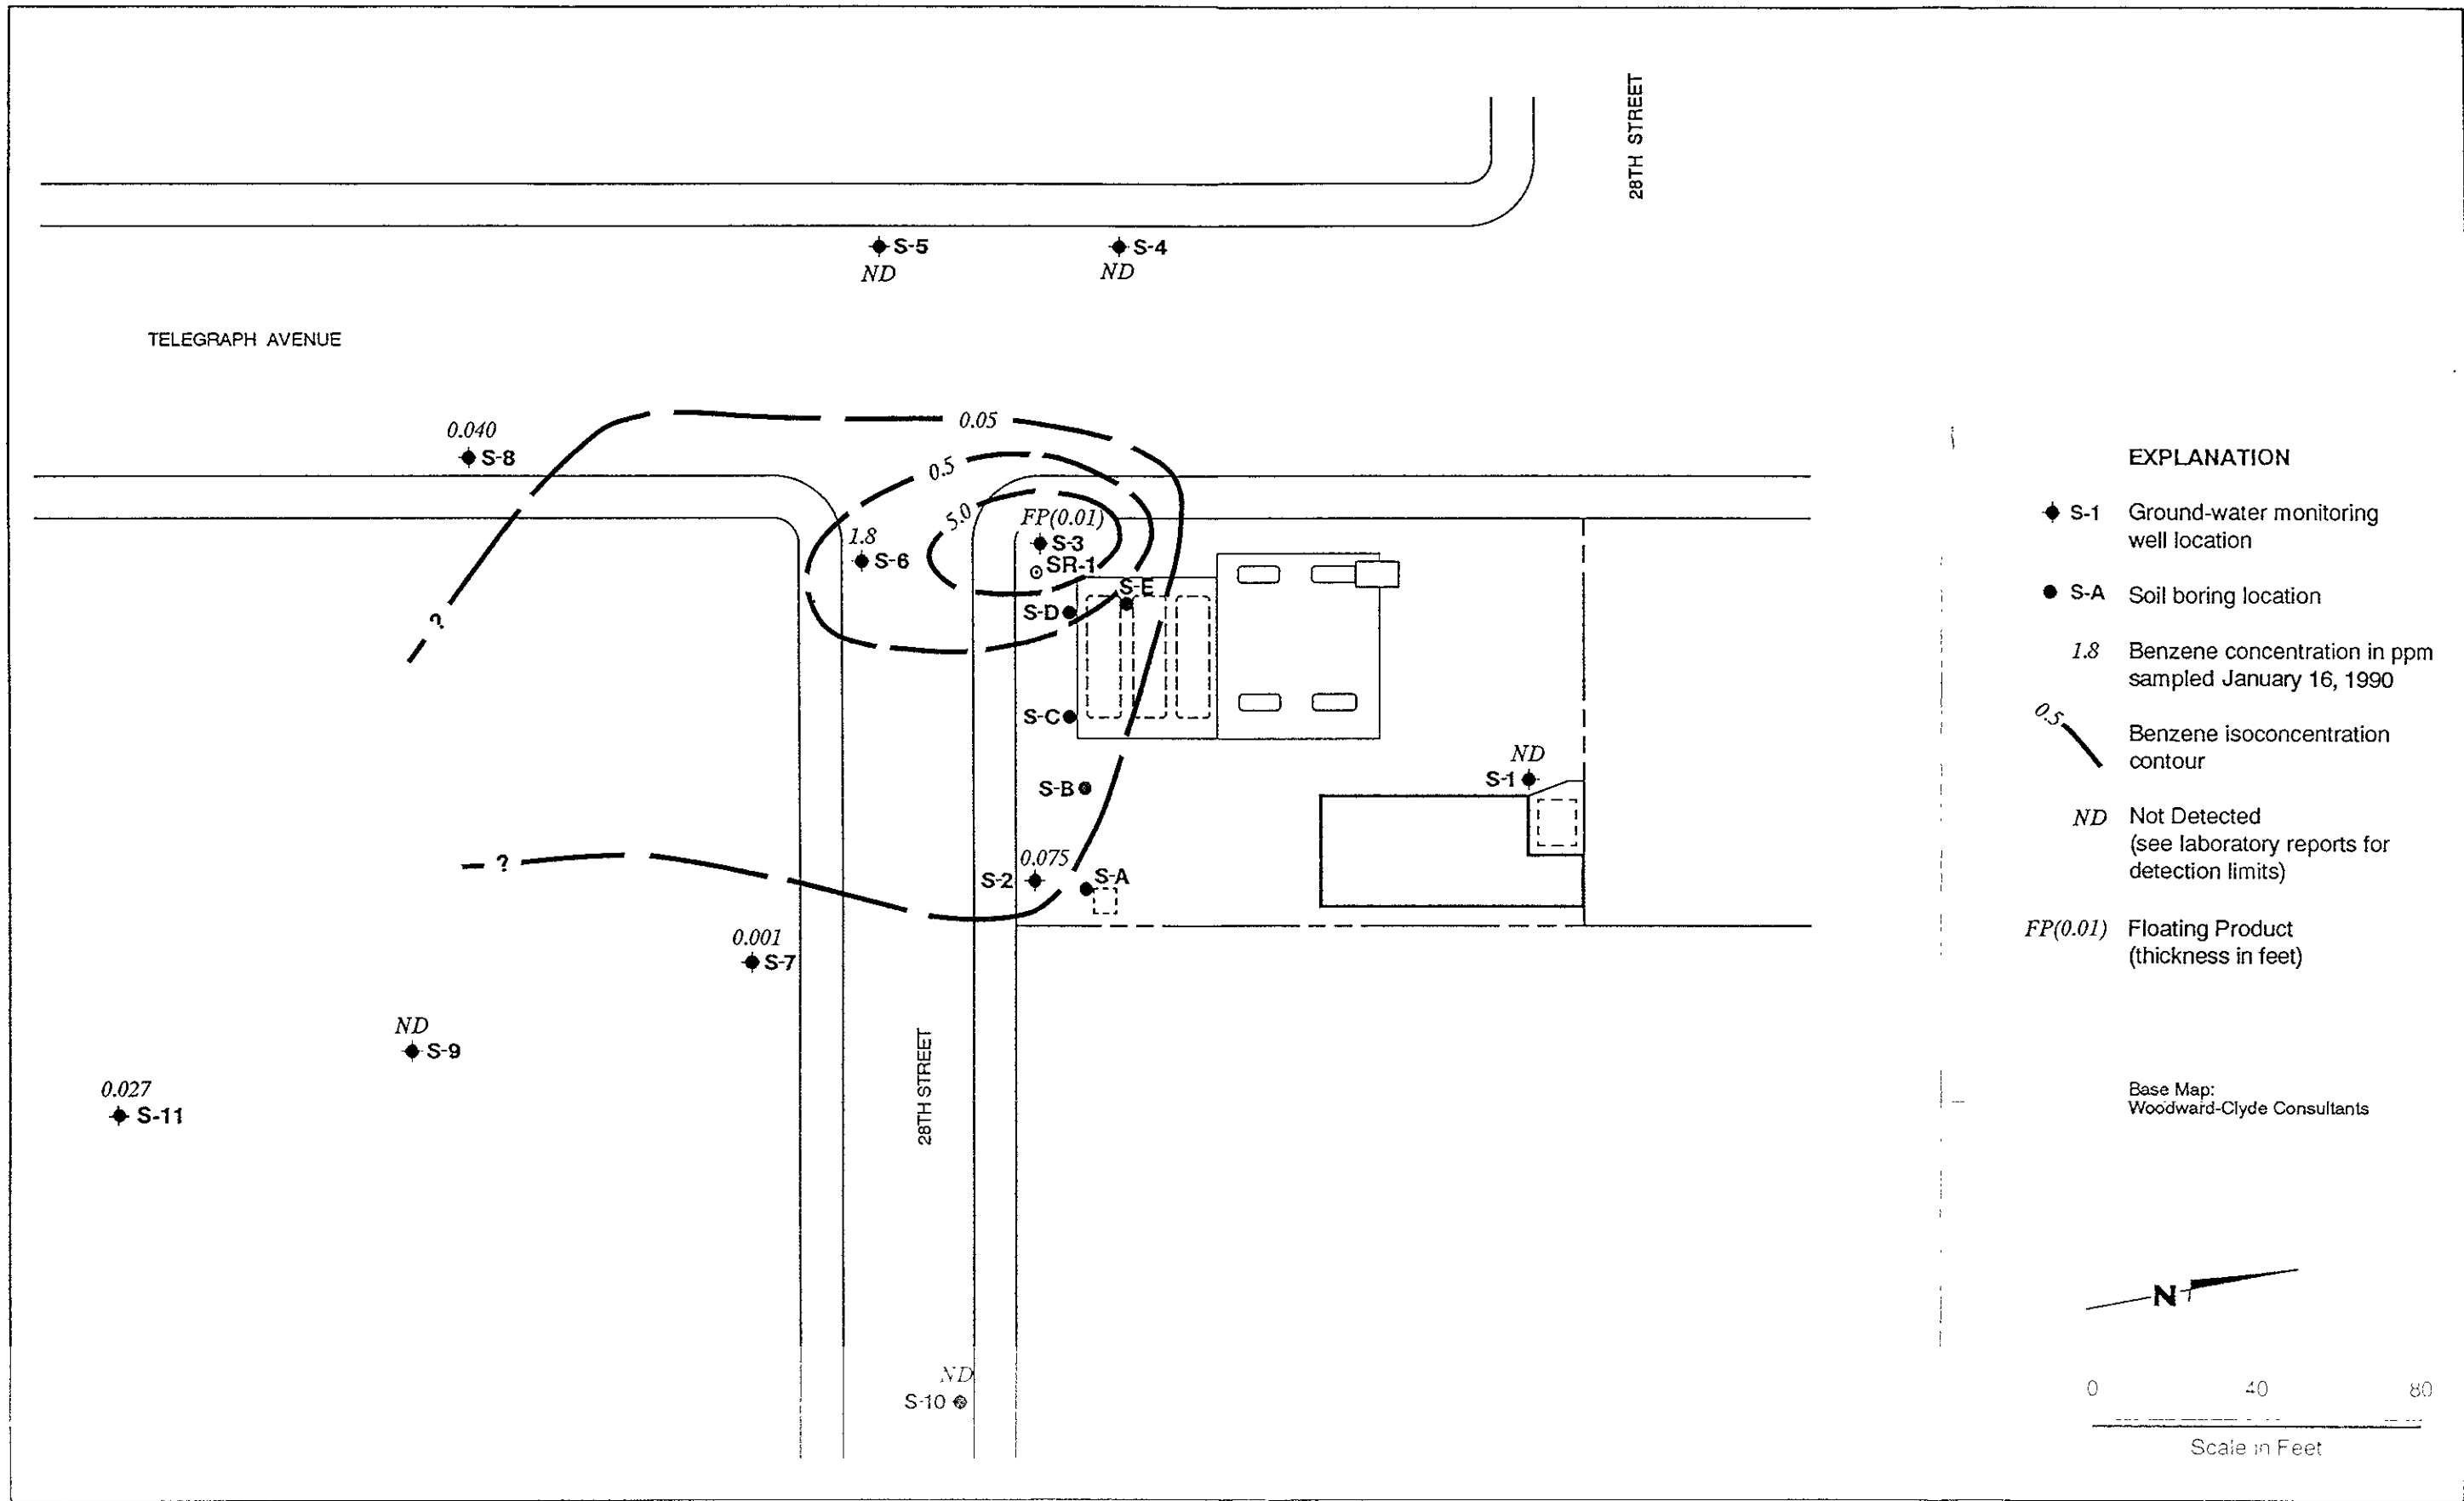 28TH STREET
S-5
ND
S-4
ND
TELEGRAPH AVENUE
0.040
S-8
0.05
0.5
5.0
FP(0.01)
S-3
SR-1
1.8
S-6
S-E
S-D
?
S-C
ND
S-1
S-B
?
0.075
S-2
S-A
0.001
S-7
ND
S-9
0.027
S-11
28TH STREET
ND
S-10
EXPLANATION
S-1 Ground-water monitoring
well location
S-A Soil boring location
1.8 Benzene concentration in ppm
sampled January 16, 1990
0.5 Benzene isoconcentration
contour
ND Not Detected
(see laboratory reports for
detection limits)
FP(0.01) Floating Product
(thickness in feet)
Base Map:
Woodward-Clyde Consultants
N
0 40 80
Scale in Feet